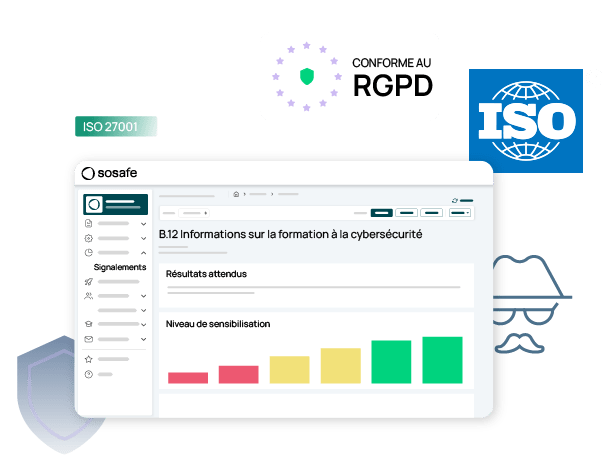 CONFORME AU
RGPD
ISO
ISO 27001
sosafe
B.12 Informations sur la formation à la cybersécurité
Signalements
Résultats attendus
Niveau de sensibilisation